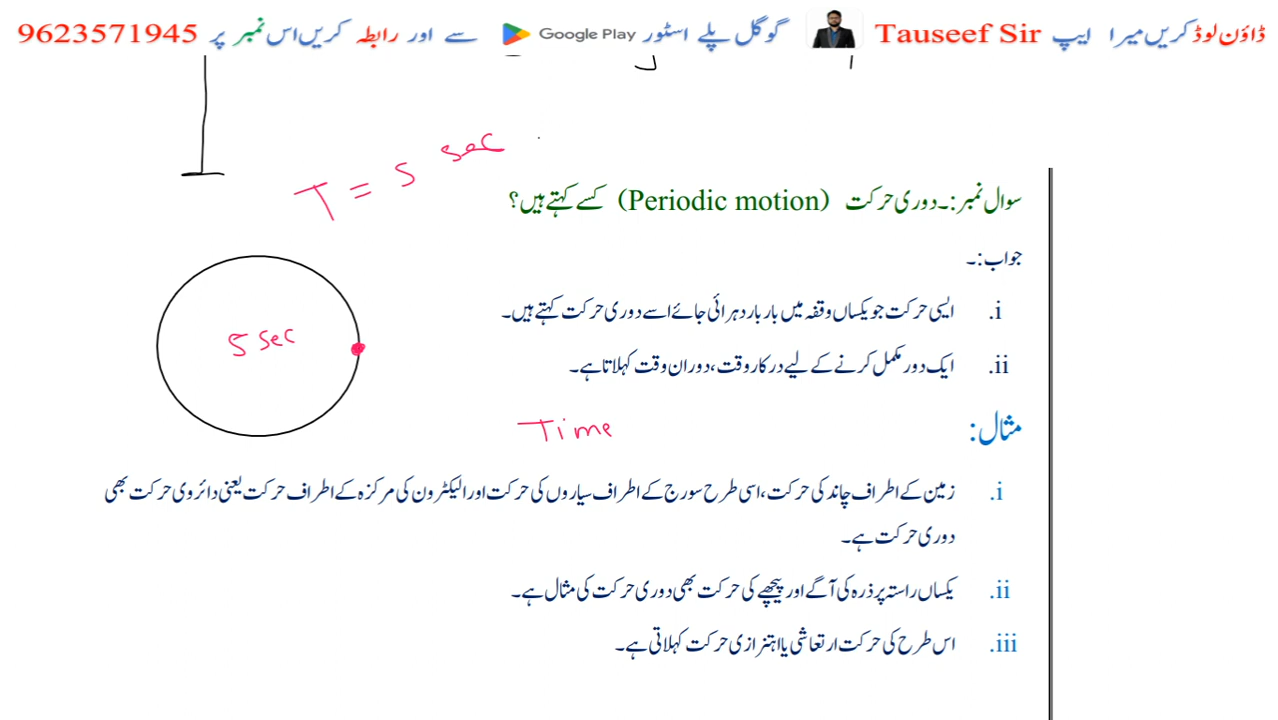 ڈاؤن لوڈ کریں میرا ایپ Tauseef Sir گوگل پلے اسٹور Google Play سے اور رابطہ کریں اس نمبر پر 9623571945
T = 5 sec
سوال نمبر:۔ دوری حرکت (Periodic motion) کسے کہتے ہیں؟
جواب:۔
i. ایسی حرکت جو یکساں وقفہ میں بار بار دہرائی جائے اسے دوری حرکت کہتے ہیں۔
5 sec
ii. ایک دور مکمل کرنے کے لیے درکار وقت، دوران وقت کہلاتا ہے۔
مثال:
Time
i. زمین کے اطراف چاند کی حرکت، اسی طرح سورج کے اطراف سیاروں کی حرکت اور الیکٹرون کی مرکزہ کے اطراف حرکت یعنی دائروی حرکت بھی
دوری حرکت ہے۔
ii. یکساں راستہ پر ذرہ کی آگے اور پیچھے کی حرکت بھی دوری حرکت کی مثال ہے۔
iii. اس طرح کی حرکت ارتعاشی یا اہتزازی حرکت کہلاتی ہے۔